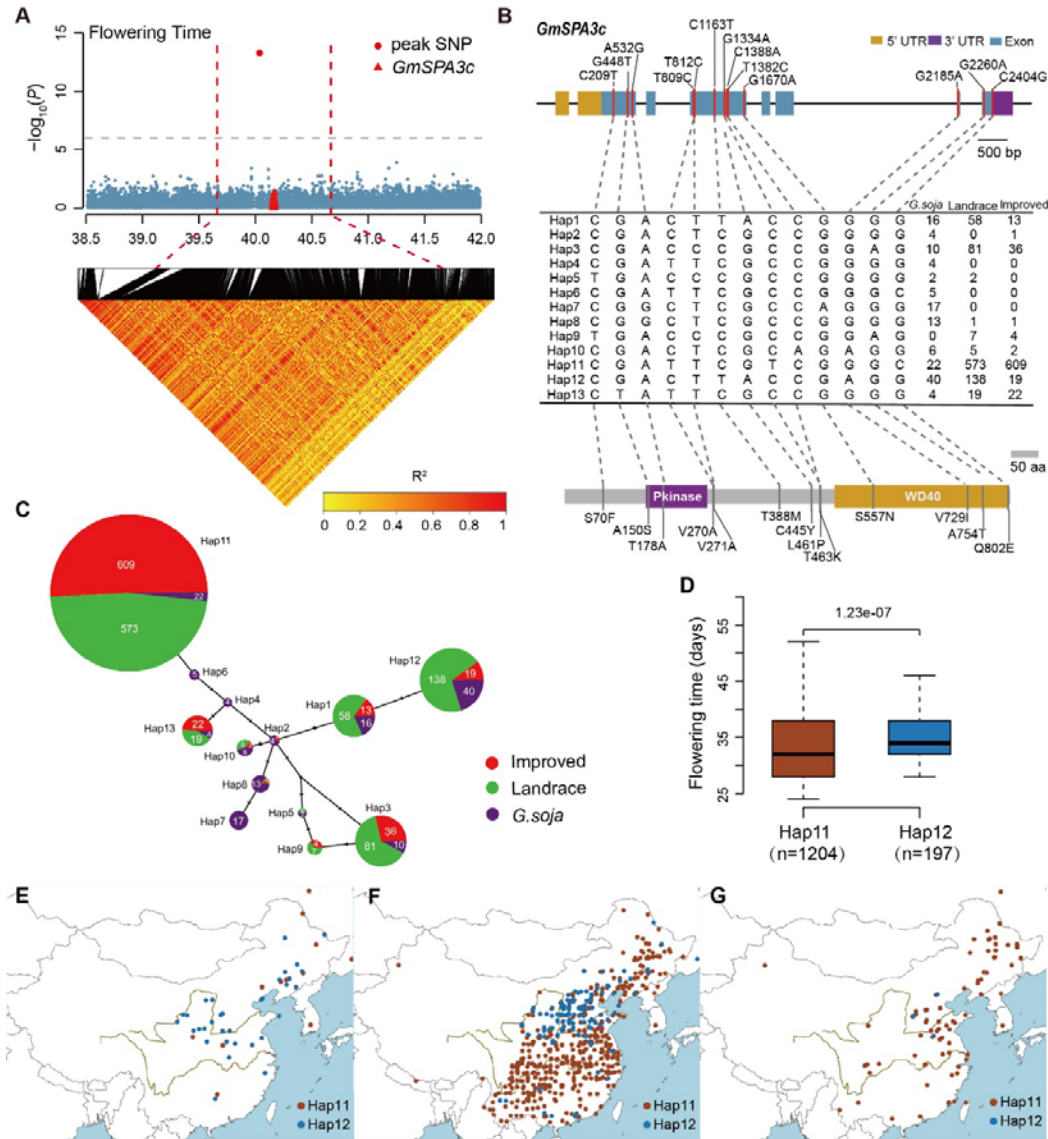 A
Flowering Time
peak SNP
GmSPA3c
−log10(P)
15
10
5
0
38.5 39.5 40.0 40.5 41.0 41.5 42.0
R²
0 0.2 0.4 0.6 0.8 1
B
GmSPA3c
5' UTR 3' UTR Exon
C1163T
A532G G1334A
G448T T812C C1388A G2260A
C209T T809C T1382C G2185A C2404G
G1670A
500 bp
G.soja Landrace Improved
Hap1 C G A C T T A C C G G G G 16 58 13
Hap2 C G A C T C G C C G G G G 4 0 1
Hap3 C G A C C C G C C G G A G 10 81 36
Hap4 C G A T T C G C C G G G G 4 0 0
Hap5 T G A C C C G C C G G G G 2 2 0
Hap6 C G A T T C G C C G G G C 5 0 0
Hap7 C G G C T C G C C A G G G 17 0 0
Hap8 C G G C T C G C C G G G G 13 1 1
Hap9 T G A C C C G C C G G A G 0 7 4
Hap10 C G A C T C G C A G A G G 6 5 2
Hap11 C G A T T C G T C G G G C 22 573 609
Hap12 C G A C T T A C C G A G G 40 138 19
Hap13 C T A T T C G C C G G G G 4 19 22
50 aa
Pkinase
WD40
S70F
A150S
T178A
V270A
V271A
T388M
C445Y
L461P
T463K
S557N
V729I
A754T
Q802E
C
Hap11
609
22
573
Hap6
5
Hap4
4
Hap13
22
19
Hap2
Hap10
Hap8
13
Hap7
17
Hap1
58
13
16
Hap12
138
19
40
Hap5
Hap9
4
7
Hap3
36
81
10
Improved
Landrace
G.soja
D
1.23e-07
Flowering time (days)
55
45
35
25
Hap11
(n=1204)
Hap12
(n=197)
E
Hap11
Hap12
F
Hap11
Hap12
G
Hap11
Hap12